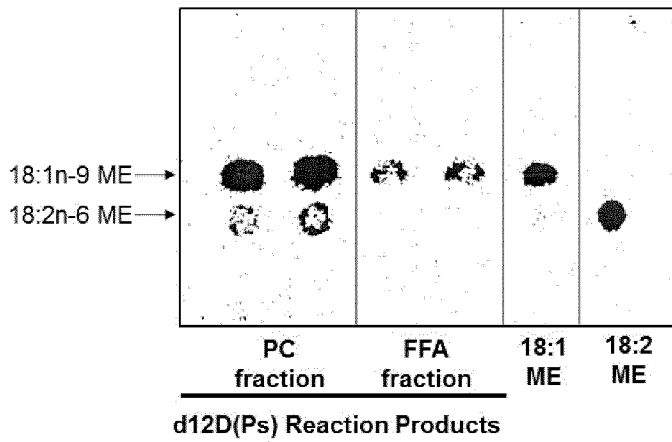 18:1n-9 ME
18:2n-6 ME
PC fraction
FFA fraction
18:1 ME
18:2 ME
d12D(Ps) Reaction Products